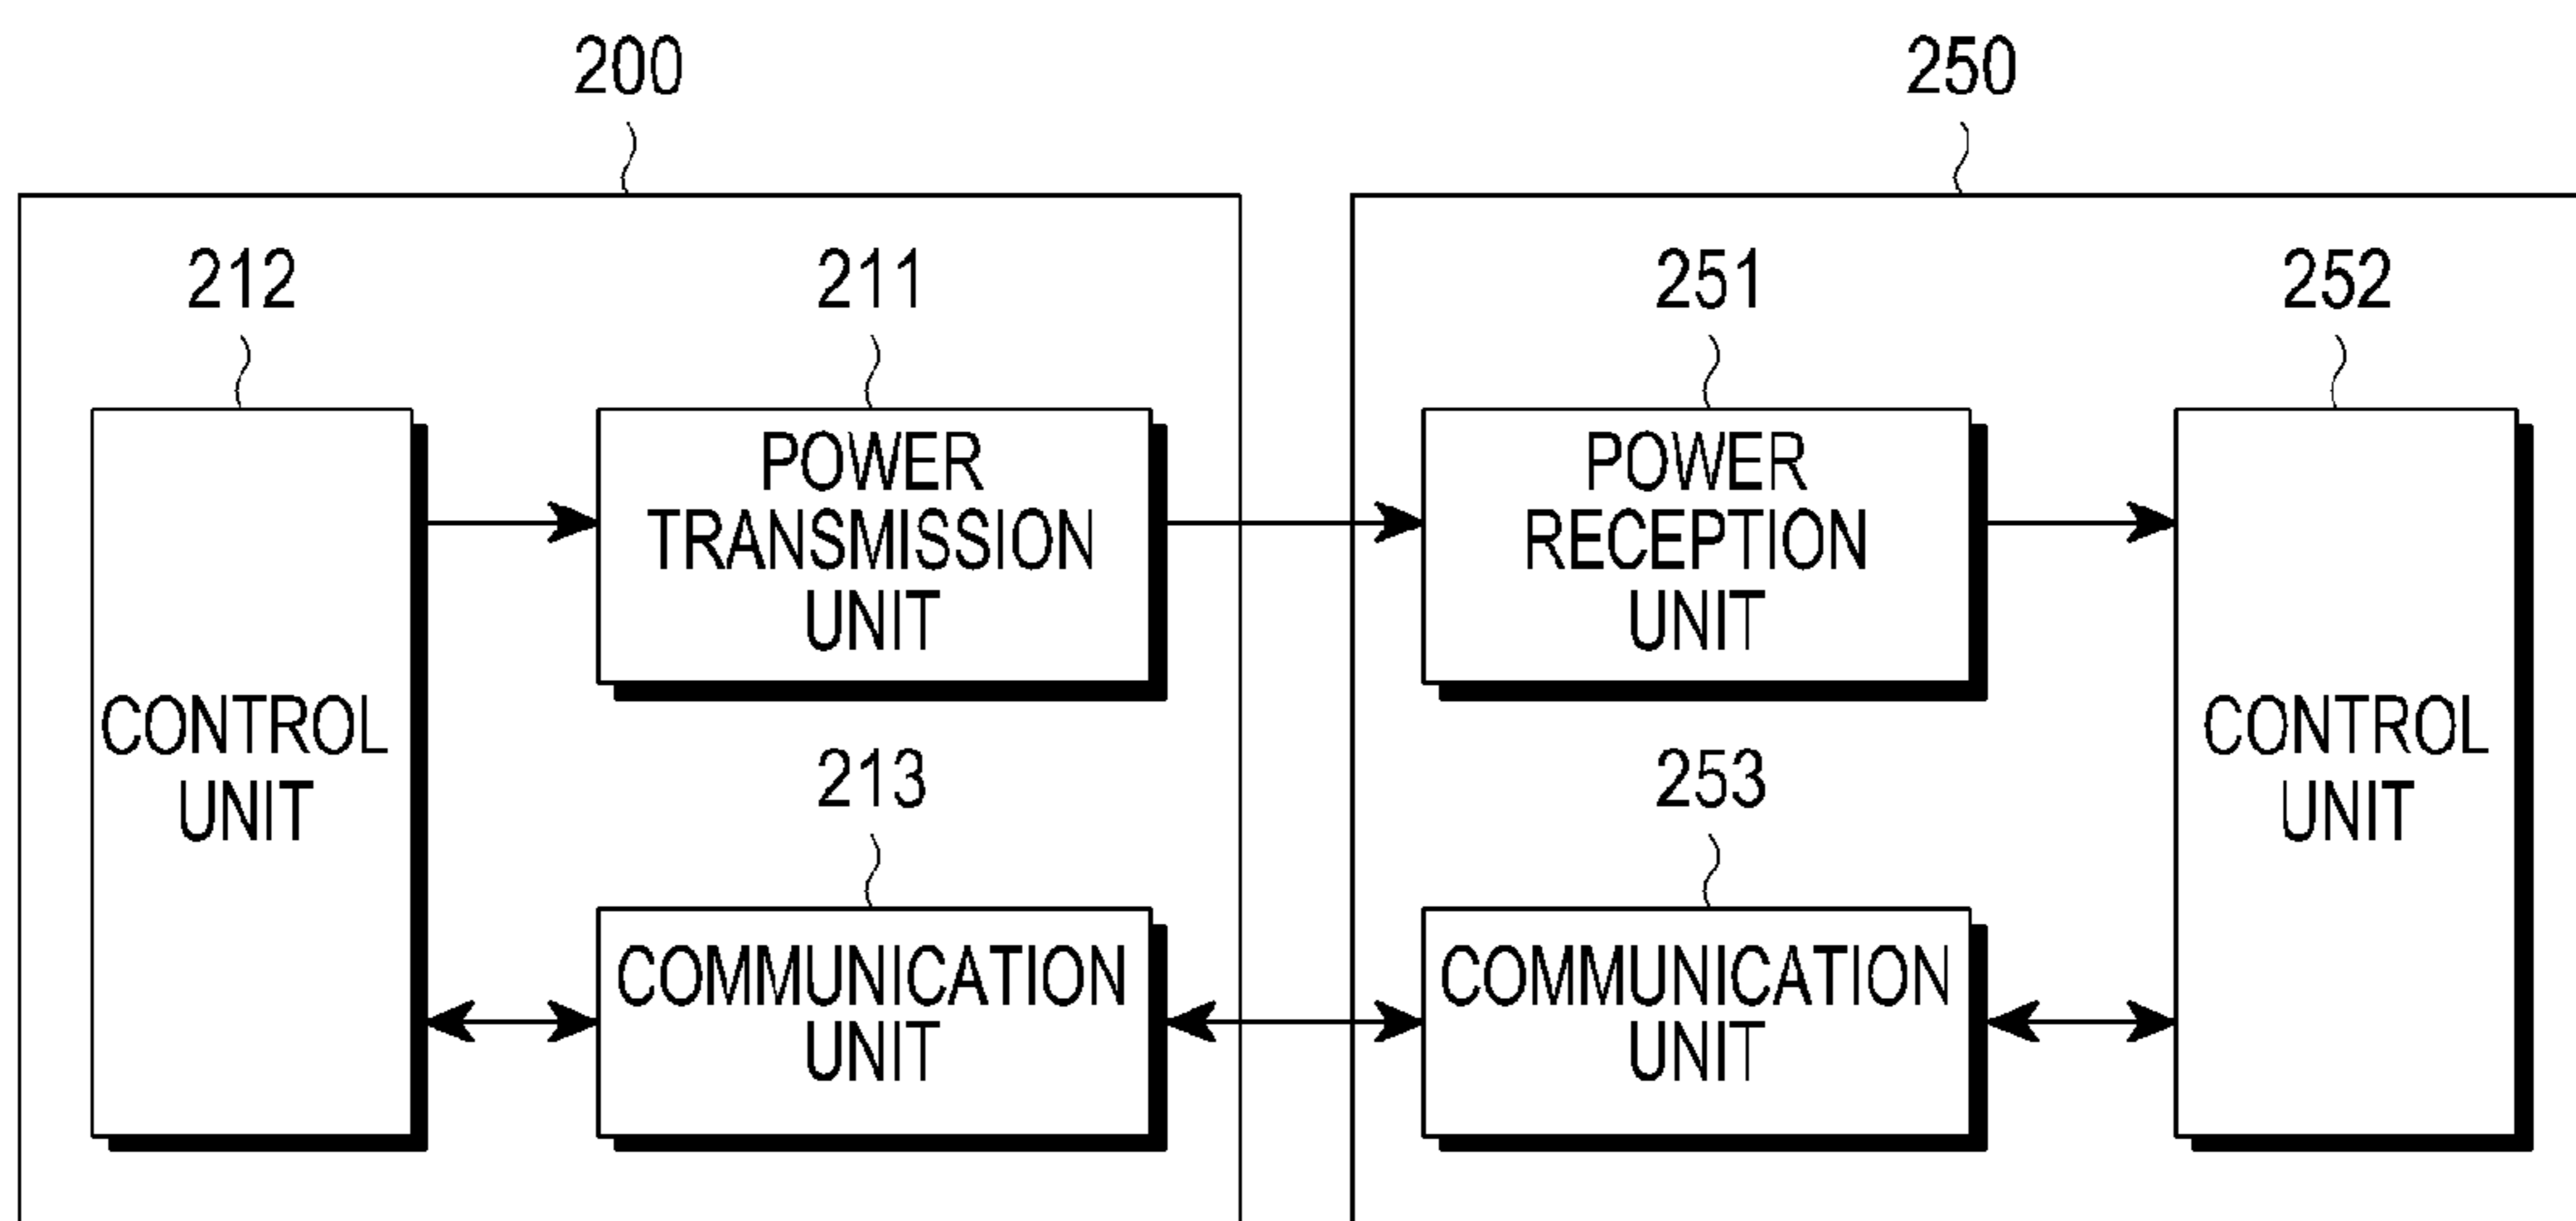 200
250
212
211
251
252
POWER
TRANSMISSION
UNIT
POWER
RECEPTION
UNIT
CONTROL
UNIT
CONTROL
UNIT
213
253
COMMUNICATION
UNIT
COMMUNICATION
UNIT